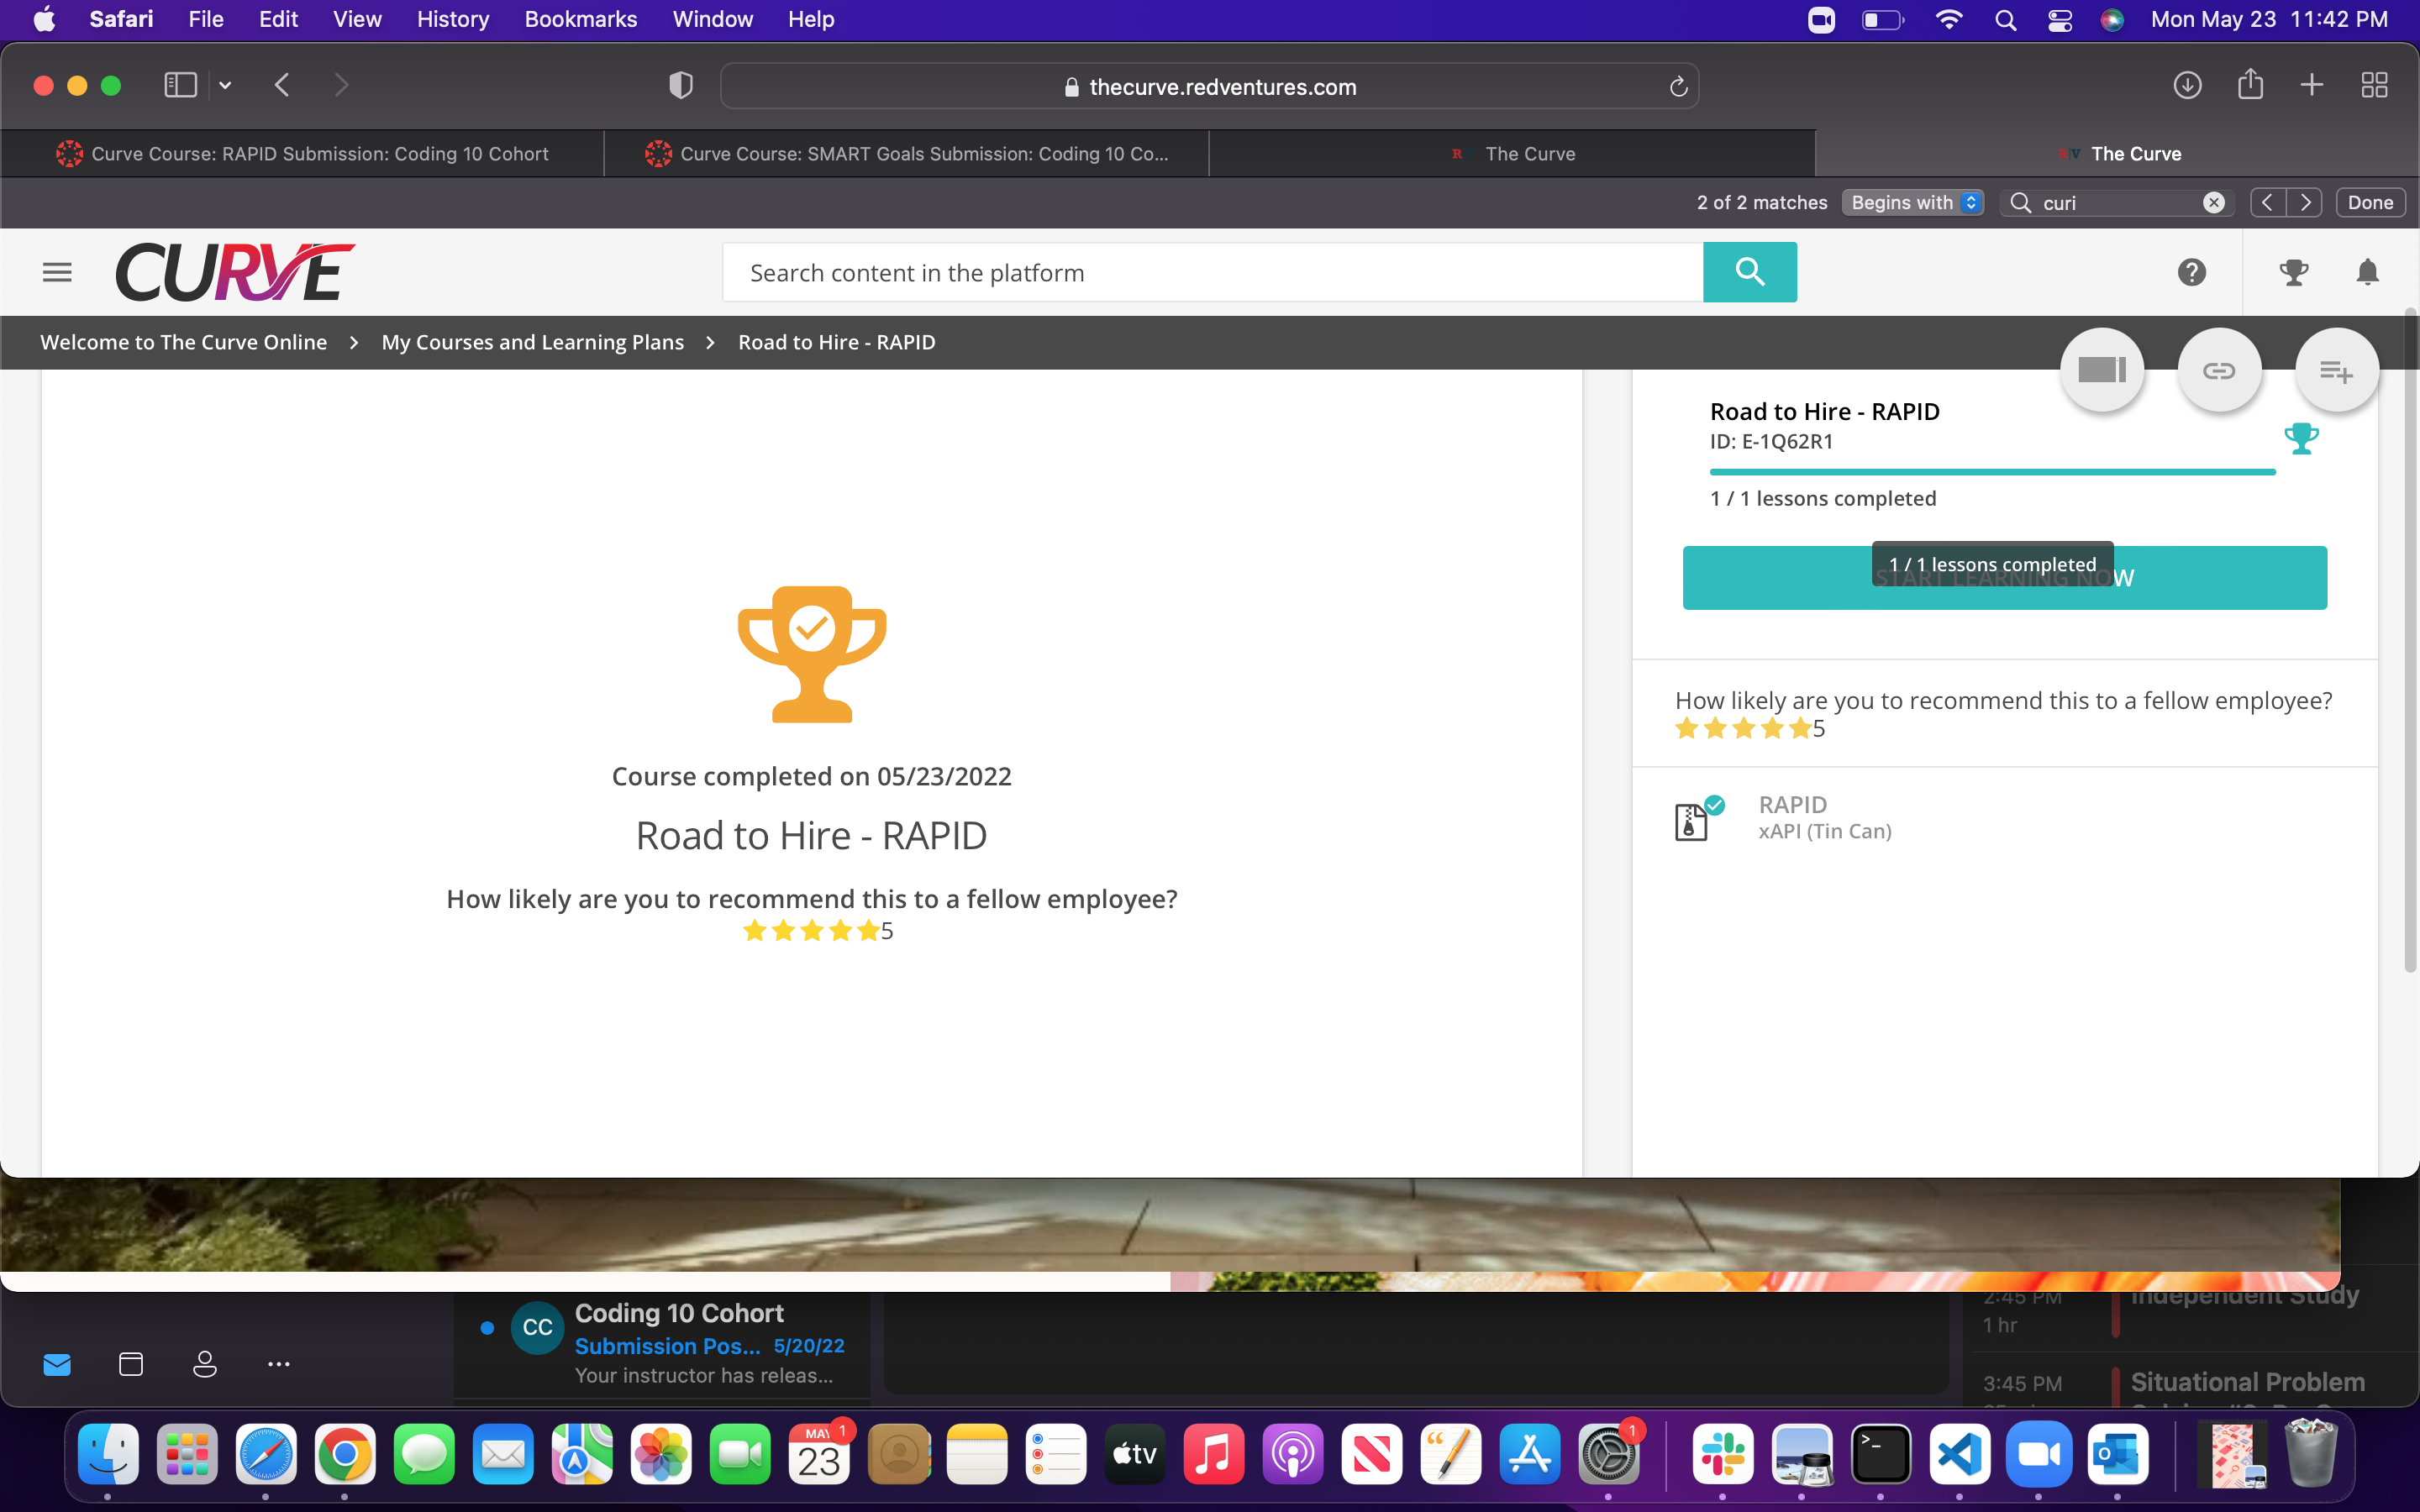 Safari File Edit View History Bookmarks Window Help Mon May 23 11:42 PM
thecurve.redventures.com
Curve Course: RAPID Submission: Coding 10 Cohort
Curve Course: SMART Goals Submission: Coding 10 Co...
The Curve
The Curve
2 of 2 matches Begins with curi Done
CURVE
Search content in the platform
Welcome to The Curve Online > My Courses and Learning Plans > Road to Hire - RAPID
Course completed on 05/23/2022
Road to Hire - RAPID
How likely are you to recommend this to a fellow employee?
5
Road to Hire - RAPID
ID: E-1Q62R1
1 / 1 lessons completed
START LEARNING NOW
1 / 1 lessons completed
How likely are you to recommend this to a fellow employee?
5
RAPID
xAPI (Tin Can)
CC
Coding 10 Cohort
Submission Pos... 5/20/22
Your instructor has releas...
2:45 PM Independent Study
1 hr
3:45 PM Situational Problem
MAY 1
23
tv
1